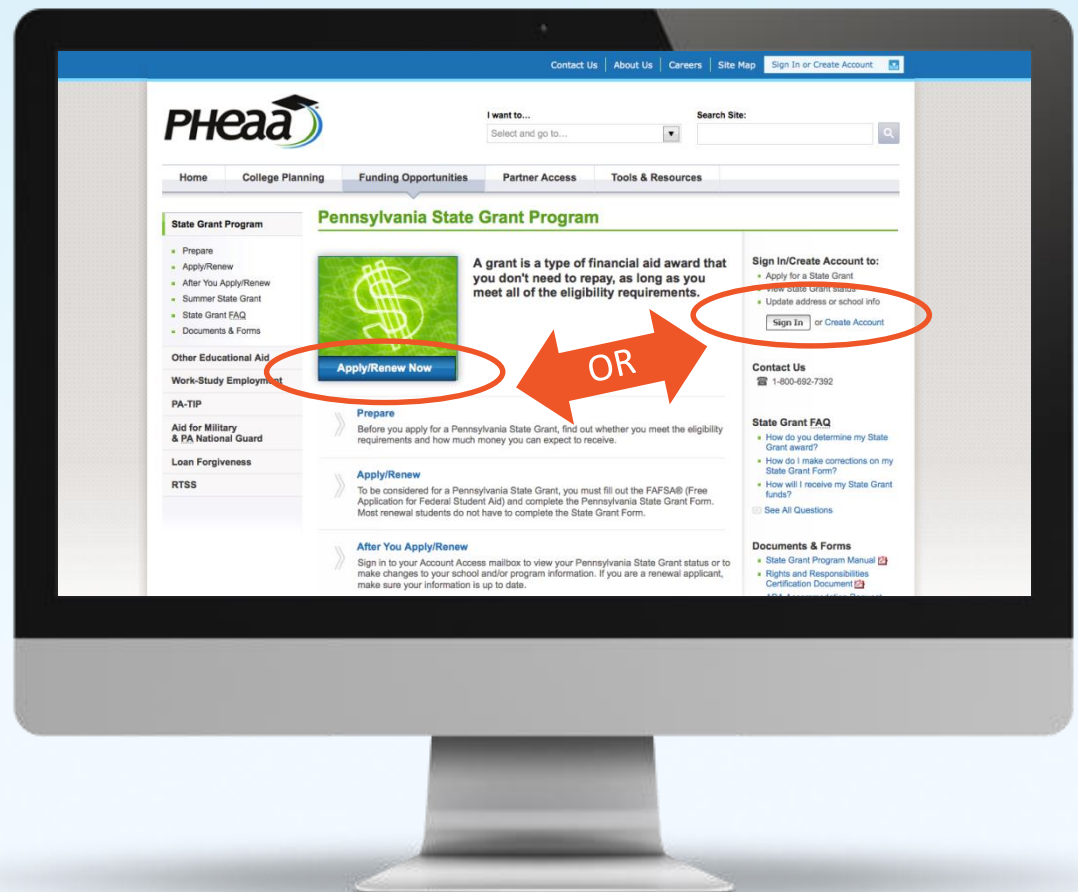 Contact Us | About Us | Careers | Site Map Sign In or Create Account
PHEAA
I want to...
Search Site:
Select and go to...
Home College Planning Funding Opportunities Partner Access Tools & Resources
State Grant Program
Prepare
Apply/Renew
After You Apply/Renew
Summer State Grant
State Grant FAQ
Documents & Forms
Other Educational Aid
Work-Study Employment
PA-TIP
Aid for Military
& PA National Guard
Loan Forgiveness
RTSS
Pennsylvania State Grant Program
A grant is a type of financial aid award that
you don't need to repay, as long as you
meet all of the eligibility requirements.
Apply/Renew Now
OR
Prepare
Before you apply for a Pennsylvania State Grant, find out whether you meet the eligibility
requirements and how much money you can expect to receive.
Apply/Renew
To be considered for a Pennsylvania State Grant, you must fill out the FAFSA® (Free
Application for Federal Student Aid) and complete the Pennsylvania State Grant Form.
Most renewal students do not have to complete the State Grant Form.
After You Apply/Renew
Sign in to your Account Access mailbox to view your Pennsylvania State Grant status or to
make changes to your school and/or program information. If you are a renewal applicant,
make sure your information is up to date.
Sign In/Create Account to:
Apply for a State Grant
View State Grant status
Update address or school info
Sign In or Create Account
Contact Us
1-800-692-7392
State Grant FAQ
How do you determine my State
Grant award?
How do I make corrections on my
State Grant Form?
How will I receive my State Grant
funds?
See All Questions
Documents & Forms
State Grant Program Manual
Rights and Responsibilities
Certification Document